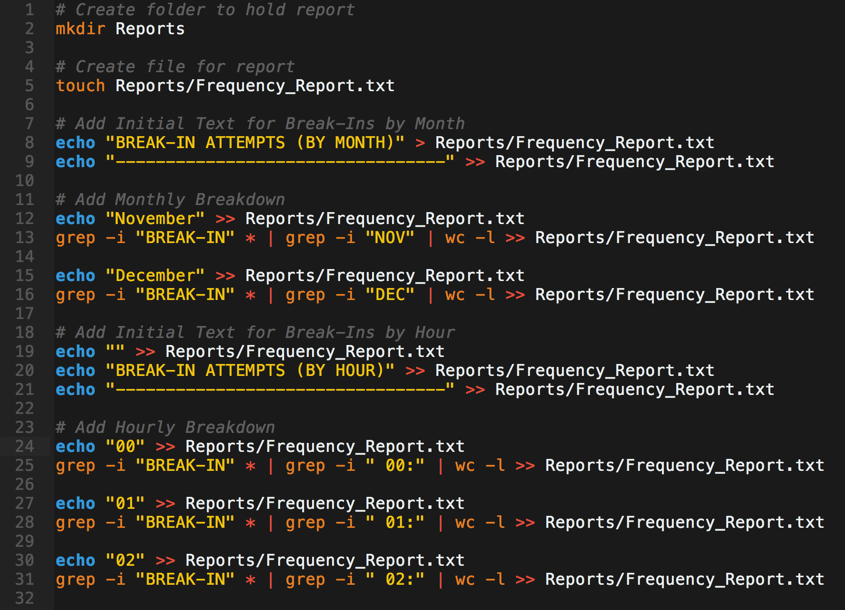 1 # Create folder to hold report
2 mkdir Reports
3
4 # Create file for report
5 touch Reports/Frequency_Report.txt
6
7 # Add Initial Text for Break-Ins by Month
8 echo "BREAK-IN ATTEMPTS (BY MONTH)" > Reports/Frequency_Report.txt
9 echo "---------------------------------" >> Reports/Frequency_Report.txt
10
11 # Add Monthly Breakdown
12 echo "November" >> Reports/Frequency_Report.txt
13 grep -i "BREAK-IN" * | grep -i "NOV" | wc -l >> Reports/Frequency_Report.txt
14
15 echo "December" >> Reports/Frequency_Report.txt
16 grep -i "BREAK-IN" * | grep -i "DEC" | wc -l >> Reports/Frequency_Report.txt
17
18 # Add Initial Text for Break-Ins by Hour
19 echo "" >> Reports/Frequency_Report.txt
20 echo "BREAK-IN ATTEMPTS (BY HOUR)" >> Reports/Frequency_Report.txt
21 echo "---------------------------------" >> Reports/Frequency_Report.txt
22
23 # Add Hourly Breakdown
24 echo "00" >> Reports/Frequency_Report.txt
25 grep -i "BREAK-IN" * | grep -i " 00:" | wc -l >> Reports/Frequency_Report.txt
26
27 echo "01" >> Reports/Frequency_Report.txt
28 grep -i "BREAK-IN" * | grep -i " 01:" | wc -l >> Reports/Frequency_Report.txt
29
30 echo "02" >> Reports/Frequency_Report.txt
31 grep -i "BREAK-IN" * | grep -i " 02:" | wc -l >> Reports/Frequency_Report.txt
32